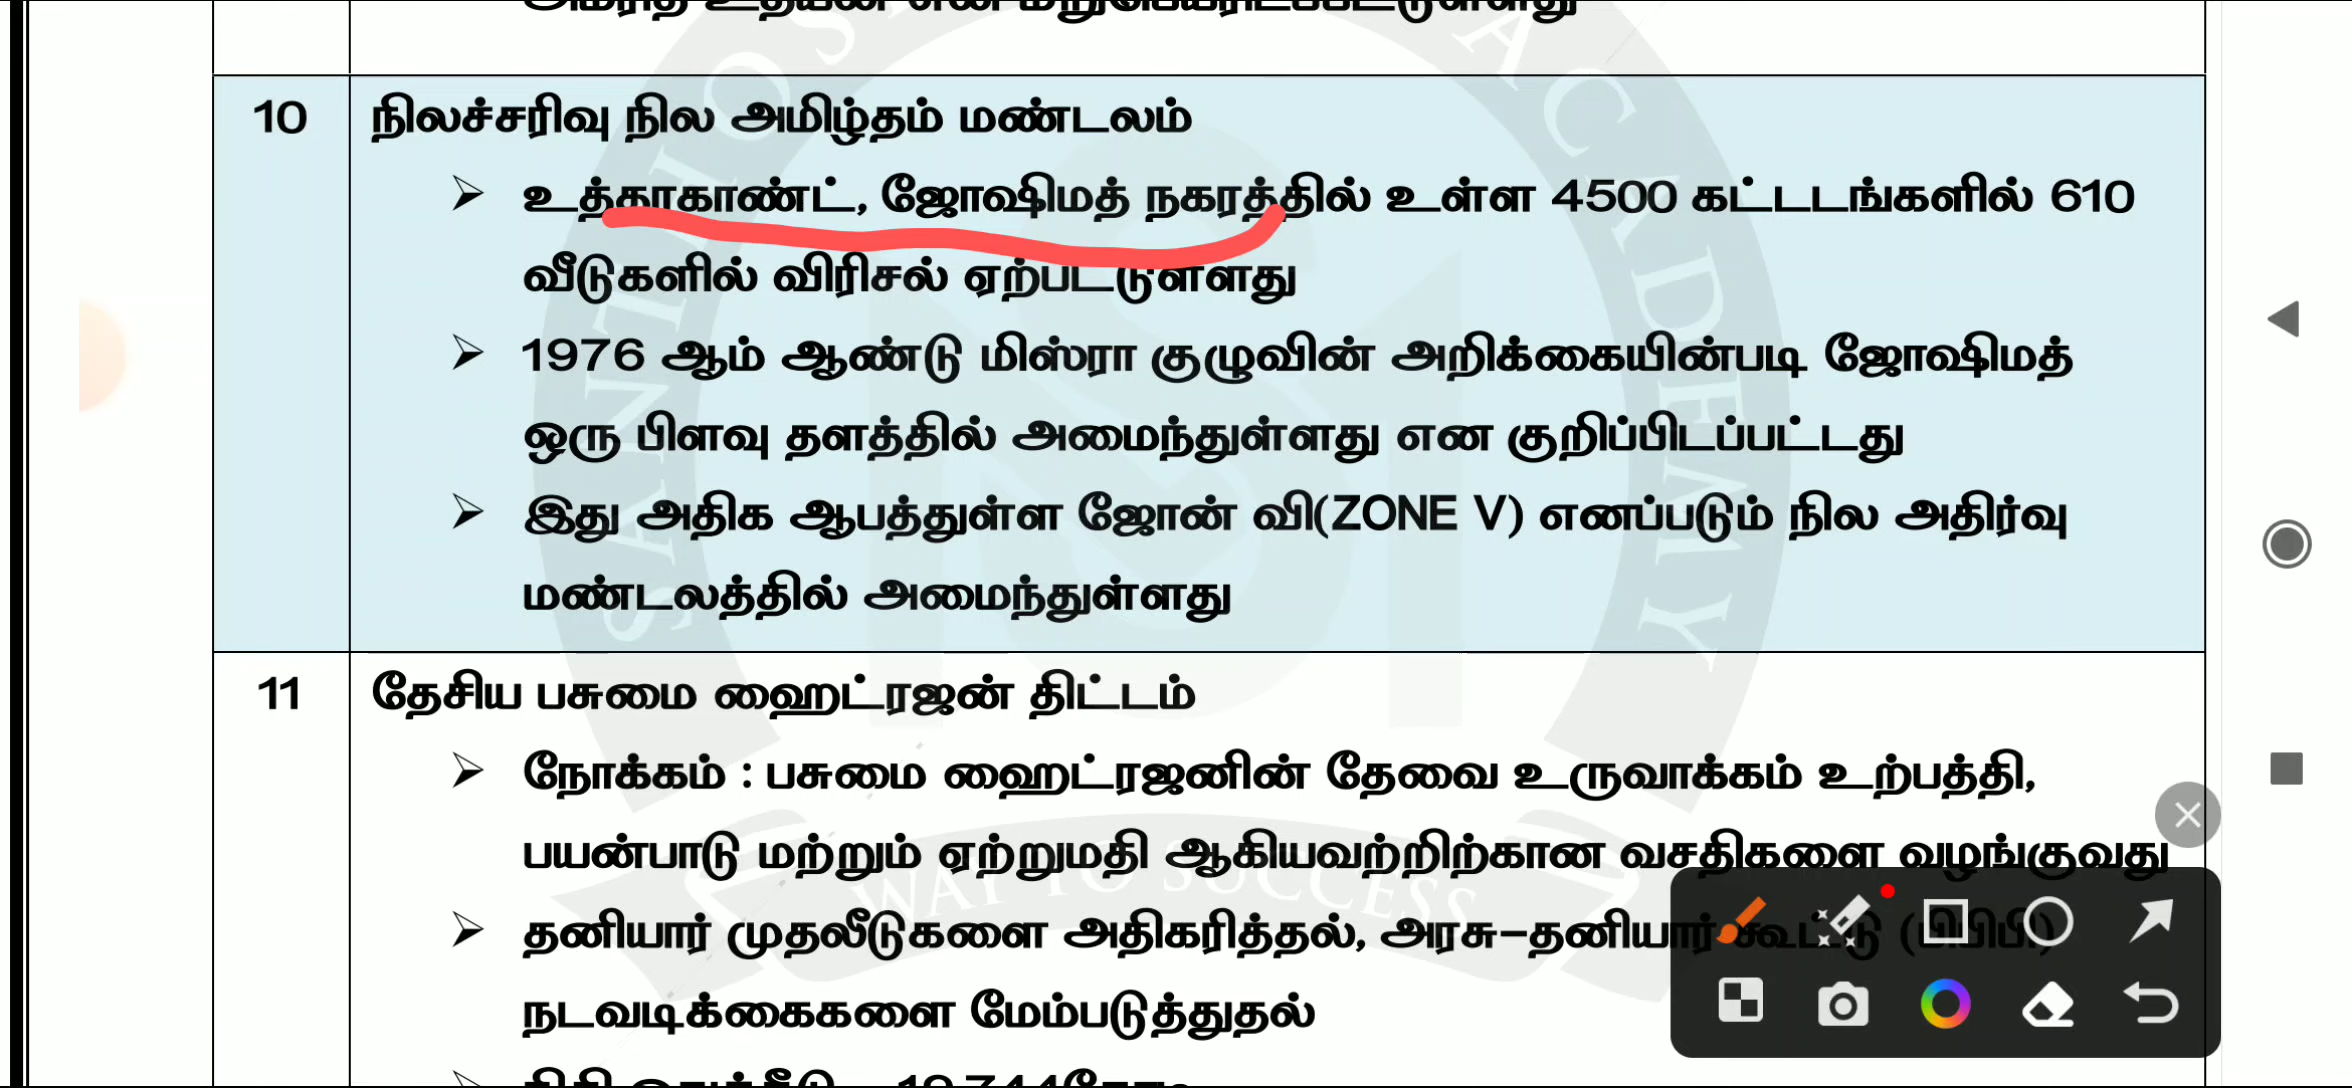 10 நிலச்சரிவு நில அமிழ்தம் மண்டலம்
➢ உத்தரகாண்ட், ஜோஷிமத் நகரத்தில் உள்ள 4500 கட்டடங்களில் 610
வீடுகளில் விரிசல் ஏற்பட்டுள்ளது
➢ 1976 ஆம் ஆண்டு மிஸ்ரா குழுவின் அறிக்கையின்படி ஜோஷிமத்
ஒரு பிளவு தளத்தில் அமைந்துள்ளது என குறிப்பிடப்பட்டது
➢ இது அதிக ஆபத்துள்ள ஜோன் வி(ZONE V) எனப்படும் நில அதிர்வு
மண்டலத்தில் அமைந்துள்ளது
11 தேசிய பசுமை ஹைட்ரஜன் திட்டம்
➢ நோக்கம் : பசுமை ஹைட்ரஜனின் தேவை உருவாக்கம் உற்பத்தி,
பயன்பாடு மற்றும் ஏற்றுமதி ஆகியவற்றிற்கான வசதிகளை வழங்குவது
➢ தனியார் முதலீடுகளை அதிகரித்தல், அரசு-தனியார் கூட்டு (பிபிபி)
நடவடிக்கைகளை மேம்படுத்துதல்
WAY TO SUCCESS